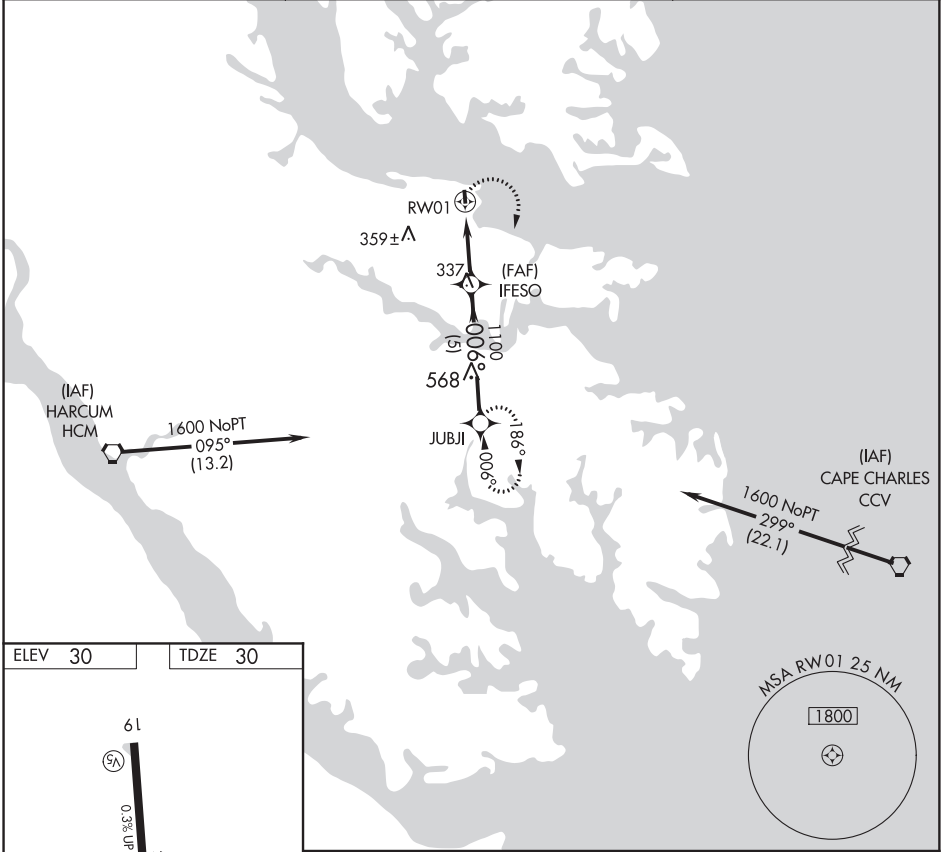 RW01
359±
337
(FAF)
IFESO
1100
006°
(5)
568
JUBJI
186°
006°
(IAF)
HARCUM
HCM
1600 NoPT
095°
(13.2)
(IAF)
CAPE CHARLES
CCV
1600 NoPT
299°
(22.1)
ELEV 30
TDZE 30
19
V5
0.3% UP
MSA RW01 25 NM
1800